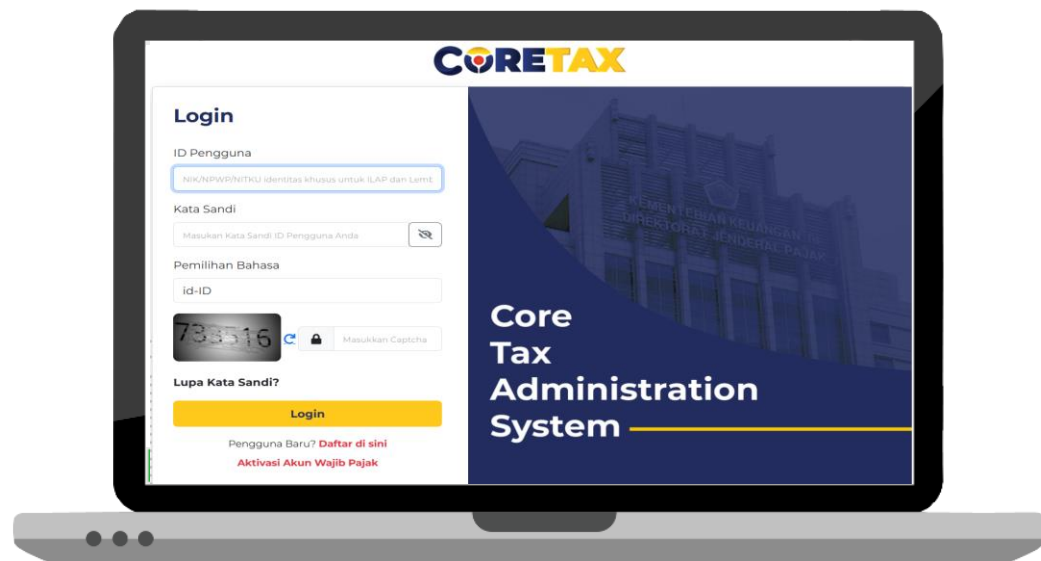 CORETAX
Login
ID Pengguna
NIK/NPWP/NITKU identitas khusus untuk ILAP dan Lemt
Kata Sandi
Masukan Kata Sandi ID Pengguna Anda
Pemilihan Bahasa
id-ID
Masukkan Captcha
Lupa Kata Sandi?
Login
Pengguna Baru? Daftar di sini
Aktivasi Akun Wajib Pajak
KEMENTERIAN KEUANGAN
DIREKTORAT JENDERAL PAJAK
Core
Tax
Administration
System